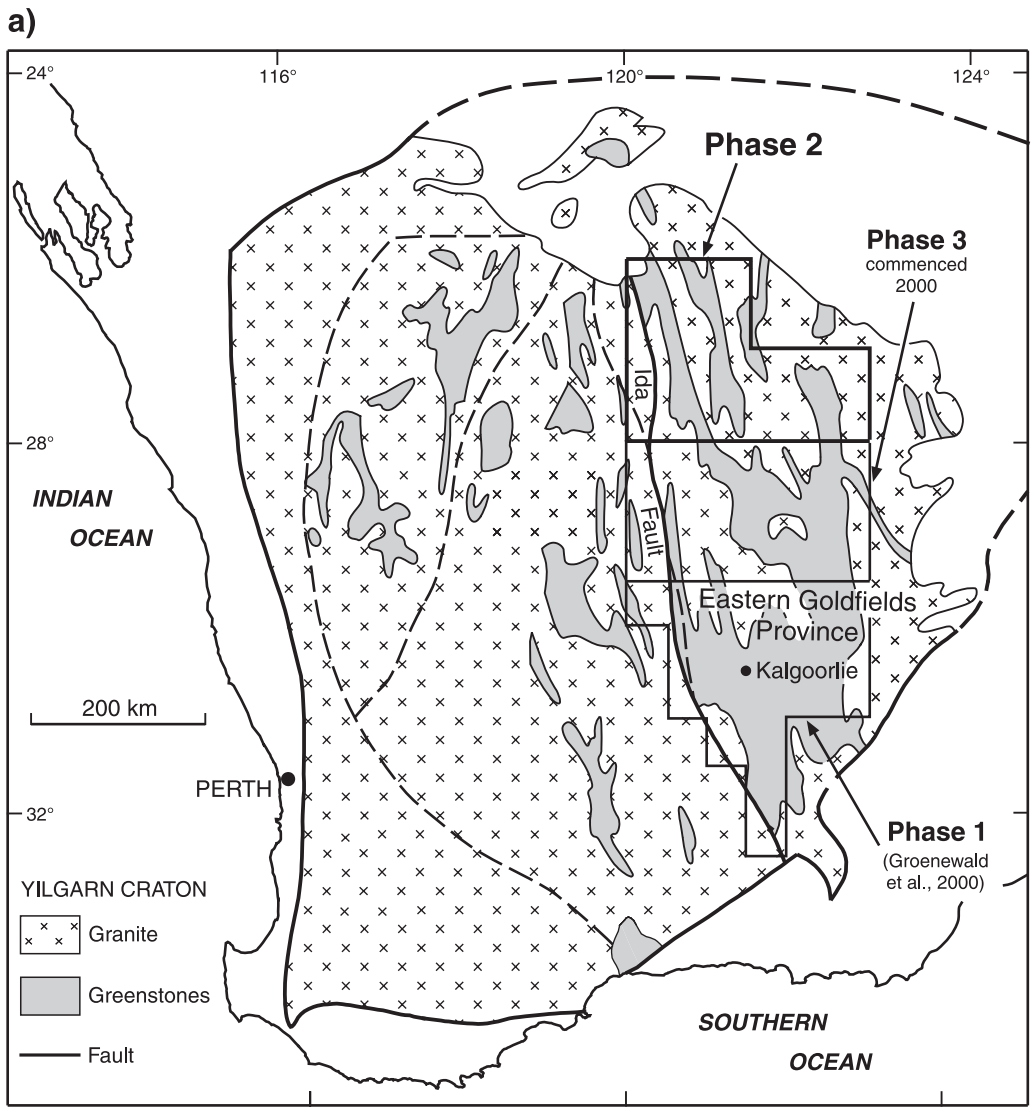 a)
24°
116°
120°
124°
Phase 2
Phase 3
commenced
2000
Ida
Fault
28°
INDIAN
OCEAN
Eastern Goldfields
Province
Kalgoorlie
200 km
PERTH
32°
Phase 1
(Groenewald
et al., 2000)
YILGARN CRATON
Granite
Greenstones
Fault
SOUTHERN
OCEAN